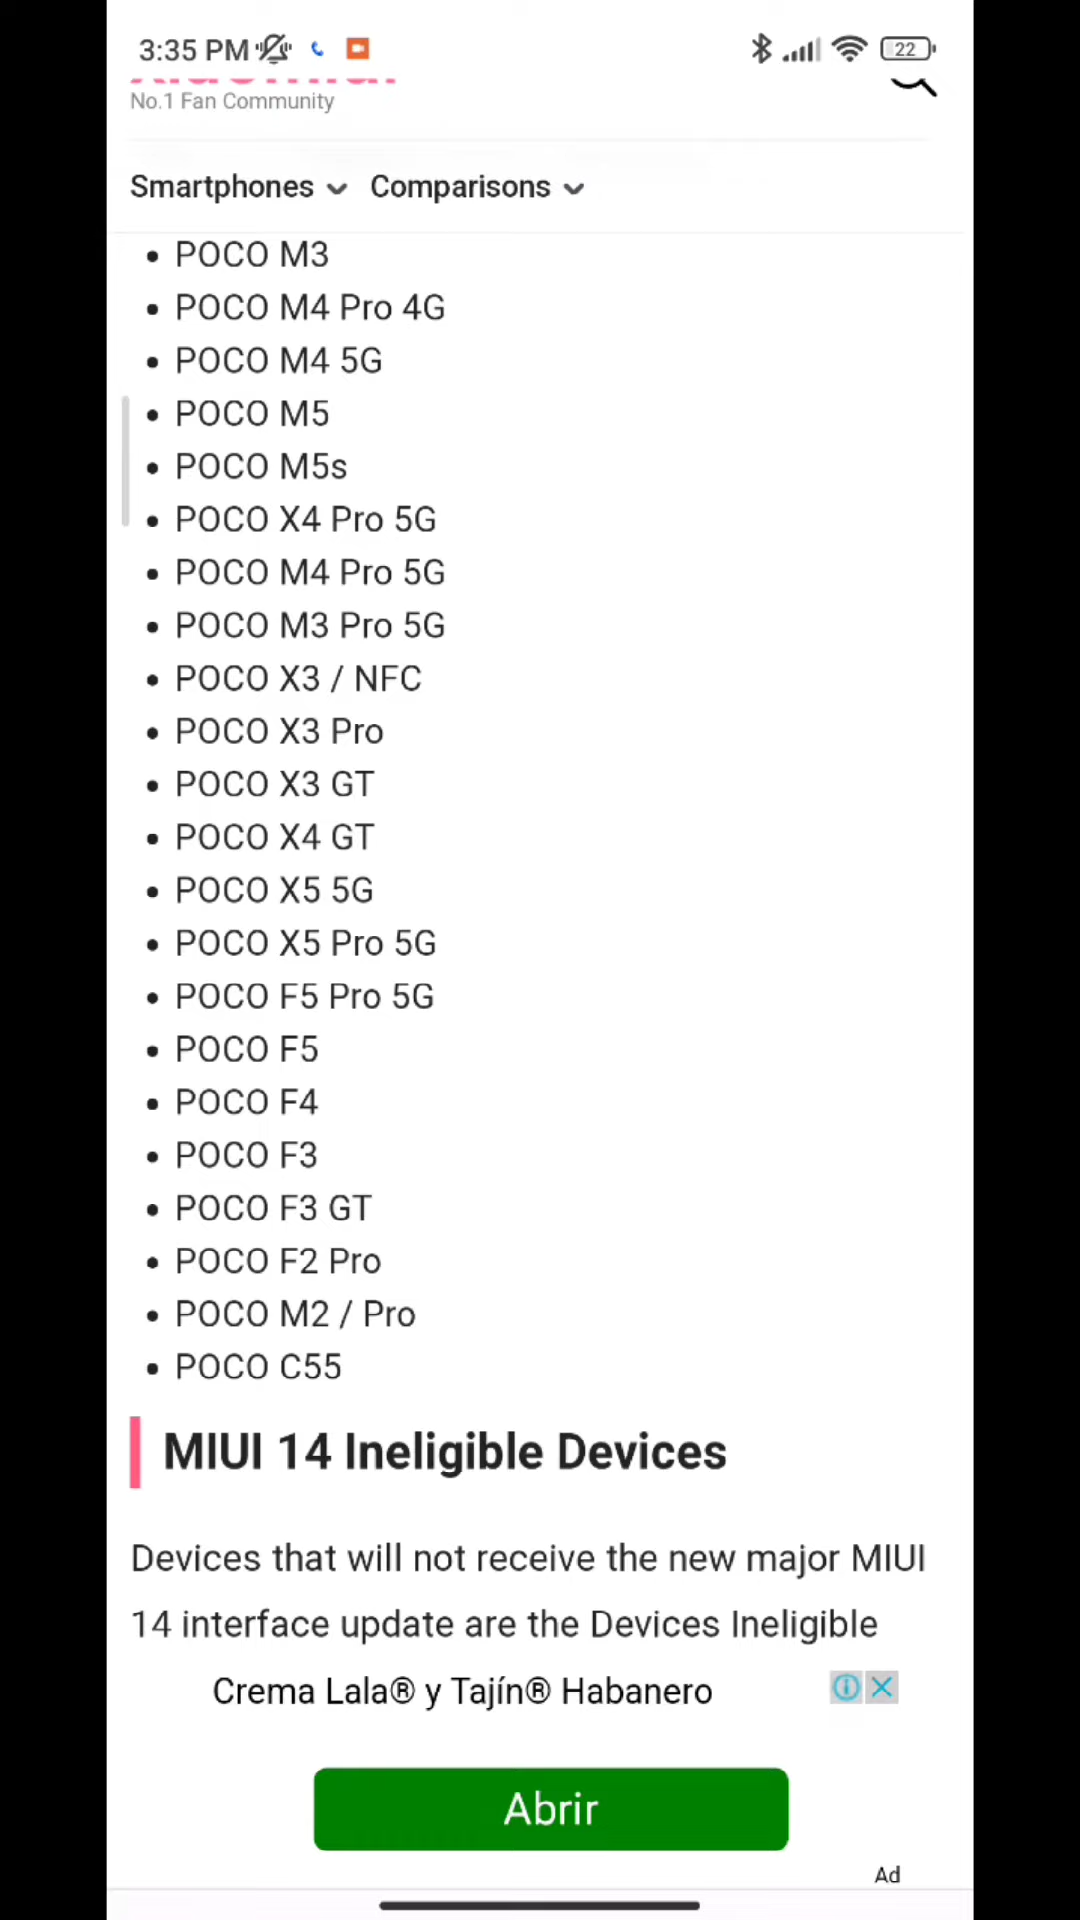 3:35 PM
22
No.1 Fan Community
Smartphones Comparisons
• POCO M3
• POCO M4 Pro 4G
• POCO M4 5G
• POCO M5
• POCO M5s
• POCO X4 Pro 5G
• POCO M4 Pro 5G
• POCO M3 Pro 5G
• POCO X3 / NFC
• POCO X3 Pro
• POCO X3 GT
• POCO X4 GT
• POCO X5 5G
• POCO X5 Pro 5G
• POCO F5 Pro 5G
• POCO F5
• POCO F4
• POCO F3
• POCO F3 GT
• POCO F2 Pro
• POCO M2 / Pro
• POCO C55
MIUI 14 Ineligible Devices
Devices that will not receive the new major MIUI
14 interface update are the Devices Ineligible
Crema Lala® y Tajín® Habanero
Abrir
Ad